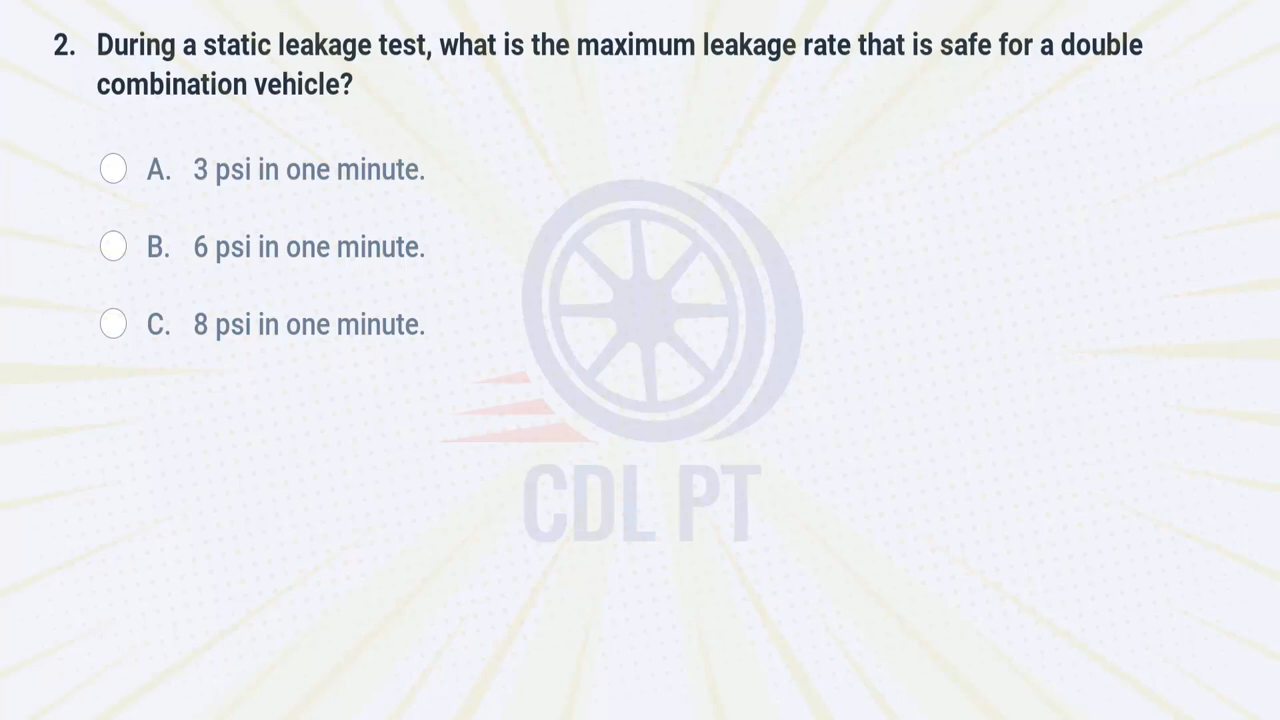 2. During a static leakage test, what is the maximum leakage rate that is safe for a double
combination vehicle?
A. 3 psi in one minute.
B. 6 psi in one minute.
C. 8 psi in one minute.
CDL PT